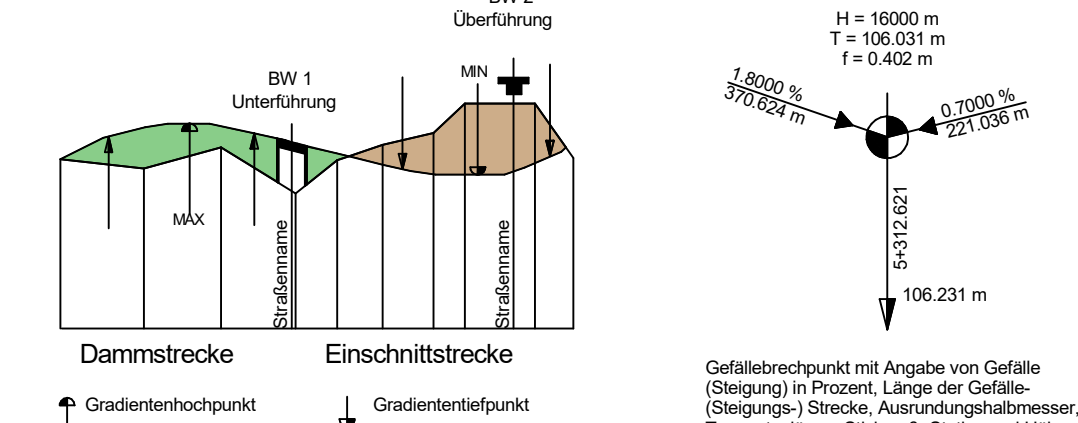 Überführung
BW 1
Unterführung
MIN
MAX
Straßenname
Straßenname
Dammstrecke
Einschnittstrecke
Gradientenhochpunkt
Gradiententiefpunkt
H = 16000 m
T = 106.031 m
f = 0.402 m
1.8000 %
370.624 m
0.7000 %
221.036 m
5+312.621
106.231 m
Gefällebrechpunkt mit Angabe von Gefälle
(Steigung) in Prozent, Länge der Gefälle-
(Steigungs-) Strecke, Ausrundungshalbmesser,